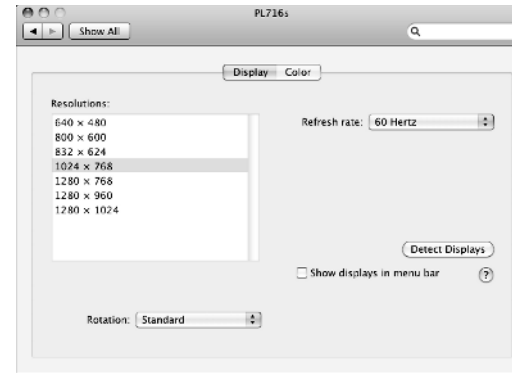 PL716s
Show All
Display Color
Resolutions:
640 × 480
800 × 600
832 × 624
1024 × 768
1280 × 768
1280 × 960
1280 × 1024
Refresh rate: 60 Hertz
Detect Displays
Show displays in menu bar ?
Rotation: Standard